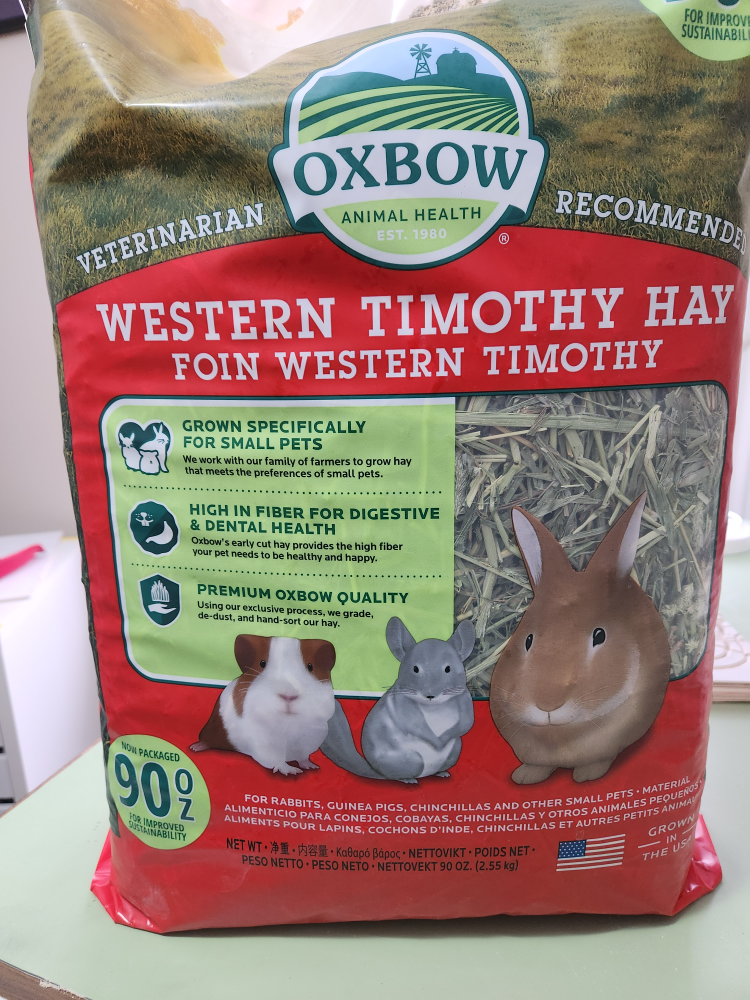 FOR IMPROV
SUSTAINABIL
OXBOW
ANIMAL HEALTH
EST. 1980
®
VETERINARIAN RECOMMENDED
WESTERN TIMOTHY HAY
FOIN WESTERN TIMOTHY
GROWN SPECIFICALLY
FOR SMALL PETS
We work with our family of farmers to grow hay
that meets the preferences of small pets.
HIGH IN FIBER FOR DIGESTIVE
& DENTAL HEALTH
Oxbow's early cut hay provides the high fiber
your pet needs to be healthy and happy.
PREMIUM OXBOW QUALITY
Using our exclusive process, we grade,
de-dust, and hand-sort our hay.
NOW PACKAGED
90 OZ
FOR IMPROVED
SUSTAINABILITY
FOR RABBITS, GUINEA PIGS, CHINCHILLAS AND OTHER SMALL PETS • MATERIAL
ALIMENTICIO PARA CONEJOS, COBAYAS, CHINCHILLAS Y OTROS ANIMALES PEQUEÑOS •
ALIMENTS POUR LAPINS, COCHONS D'INDE, CHINCHILLAS ET AUTRES PETITS ANIMAU
NET WT • 净重 • 内容量 • Καθαρό βάρος • NETTOVIKT • POIDS NET •
PESO NETTO • PESO NETO • NETTOVEKT 90 OZ. (2.55 kg)
GROWN
IN
THE USA